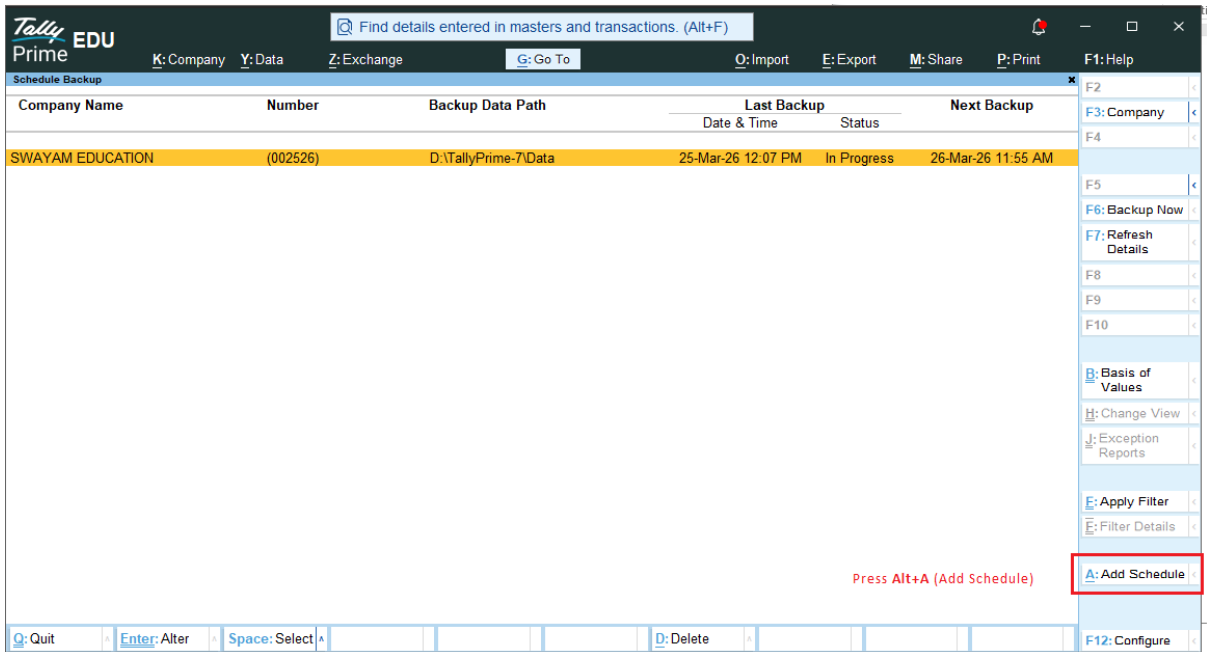 Tally
Prime EDU
Find details entered in masters and transactions. (Alt+F)
K: Company Y: Data Z: Exchange G: Go To O: Import E: Export M: Share P: Print F1: Help
Schedule Backup
Company Name Number Backup Data Path Last Backup Next Backup
Date & Time Status
SWAYAM EDUCATION (002526) D:\TallyPrime-7\Data 25-Mar-26 12:07 PM In Progress 26-Mar-26 11:55 AM
F2
F3: Company
F4
F5
F6: Backup Now
F7: Refresh
Details
F8
F9
F10
B: Basis of
Values
H: Change View
J: Exception
Reports
F: Apply Filter
F: Filter Details
Press Alt+A (Add Schedule)
A: Add Schedule
Q: Quit Enter: Alter Space: Select D: Delete F12: Configure